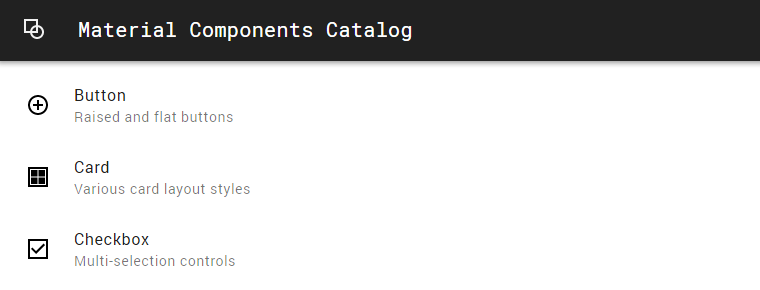 Material Components Catalog
Button
Raised and flat buttons
Card
Various card layout styles
Checkbox
Multi-selection controls